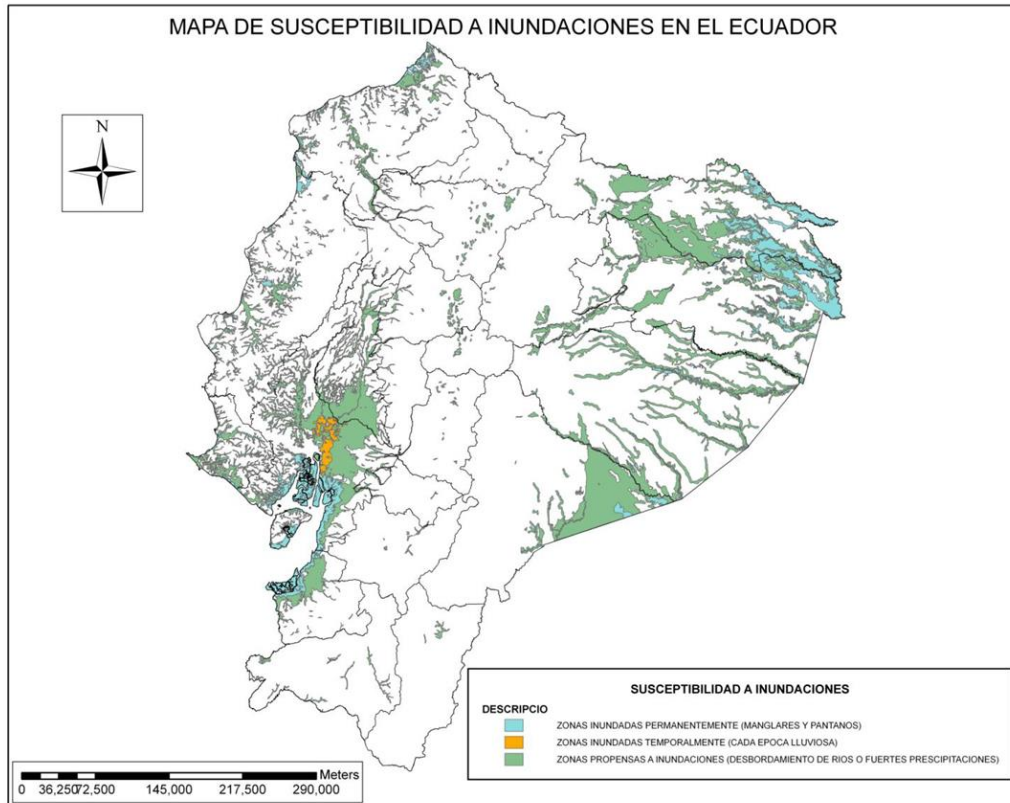 MAPA DE SUSCEPTIBILIDAD A INUNDACIONES EN EL ECUADOR
N
SUSCEPTIBILIDAD A INUNDACIONES
DESCRIPCIO
ZONAS INUNDADAS PERMANENTEMENTE (MANGLARES Y PANTANOS)
ZONAS INUNDADAS TEMPORALMENTE (CADA EPOCA LLUVIOSA)
ZONAS PROPENSAS A INUNDACIONES (DESBORDAMIENTO DE RIOS O FUERTES PRESCIPITACIONES)
Meters
0 36,250 72,500 145,000 217,500 290,000